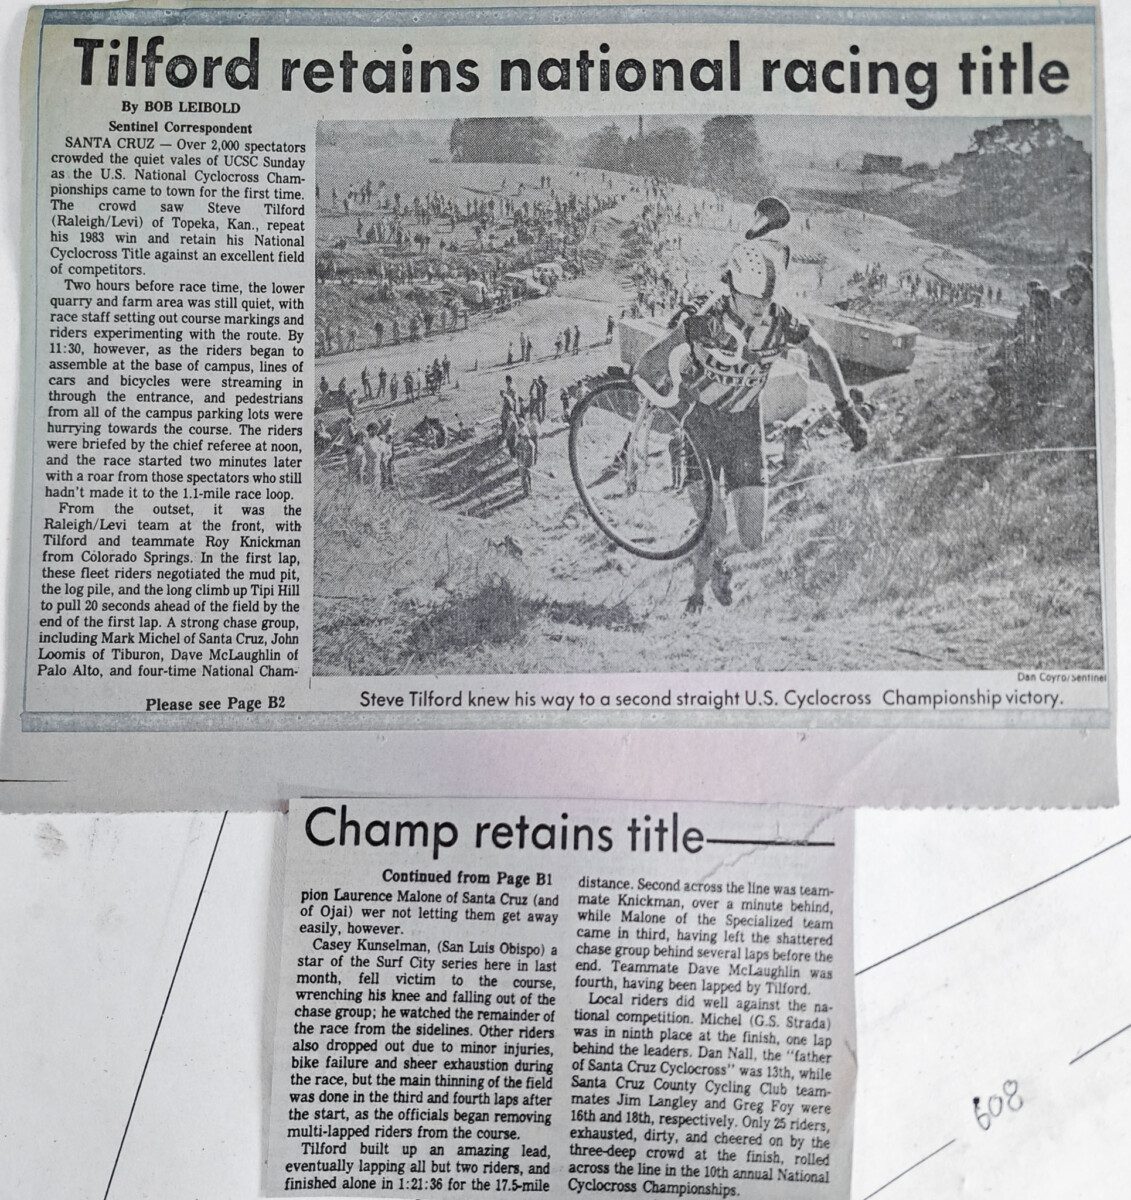 Tilford retains national racing title
By BOB LEIBOLD
Sentinel Correspondent
SANTA CRUZ — Over 2,000 spectators
crowded the quiet vales of UCSC Sunday
as the U.S. National Cyclocross Cham-
pionships came to town for the first time.
The crowd saw Steve Tilford
(Raleigh/Levi) of Topeka, Kan., repeat
his 1983 win and retain his National
Cyclocross Title against an excellent field
of competitors.
Two hours before race time, the lower
quarry and farm area was still quiet, with
race staff setting out course markings and
riders experimenting with the route. By
11:30, however, as the riders began to
assemble at the base of campus, lines of
cars and bicycles were streaming in
through the entrance, and pedestrians
from all of the campus parking lots were
hurrying towards the course. The riders
were briefed by the chief referee at noon,
and the race started two minutes later
with a roar from those spectators who still
hadn't made it to the 1.1-mile race loop.
From the outset, it was the
Raleigh/Levi team at the front, with
Tilford and teammate Roy Knickman
from Colorado Springs. In the first lap,
these fleet riders negotiated the mud pit,
the log pile, and the long climb up Tipi Hill
to pull 20 seconds ahead of the field by the
end of the first lap. A strong chase group,
including Mark Michel of Santa Cruz, John
Loomis of Tiburon, Dave McLaughlin of
Palo Alto, and four-time National Cham-
Please see Page B2
RALEIGH
Dan Coyro/Sentinel
Steve Tilford knew his way to a second straight U.S. Cyclocross Championship victory.
Champ retains title
Continued from Page B1
pion Laurence Malone of Santa Cruz (and
of Ojai) wer not letting them get away
easily, however.
Casey Kunselman, (San Luis Obispo) a
star of the Surf City series here in last
month, fell victim to the course,
wrenching his knee and falling out of the
chase group; he watched the remainder of
the race from the sidelines. Other riders
also dropped out due to minor injuries,
bike failure and sheer exhaustion during
the race, but the main thinning of the field
was done in the third and fourth laps after
the start, as the officials began removing
multi-lapped riders from the course.
Tilford built up an amazing lead,
eventually lapping all but two riders, and
finished alone in 1:21:36 for the 17.5-mile
distance. Second across the line was team-
mate Knickman, over a minute behind,
while Malone of the Specialized team
came in third, having left the shattered
chase group behind several laps before the
end. Teammate Dave McLaughlin was
fourth, having been lapped by Tilford.
Local riders did well against the na-
tional competition. Michel (G.S. Strada)
was in ninth place at the finish, one lap
behind the leaders. Dan Nall, the "father
of Santa Cruz Cyclocross" was 13th, while
Santa Cruz County Cycling Club team-
mates Jim Langley and Greg Foy were
16th and 18th, respectively. Only 25 riders,
exhausted, dirty, and cheered on by the
three-deep crowd at the finish, rolled
across the line in the 10th annual National
Cyclocross Championships.
608